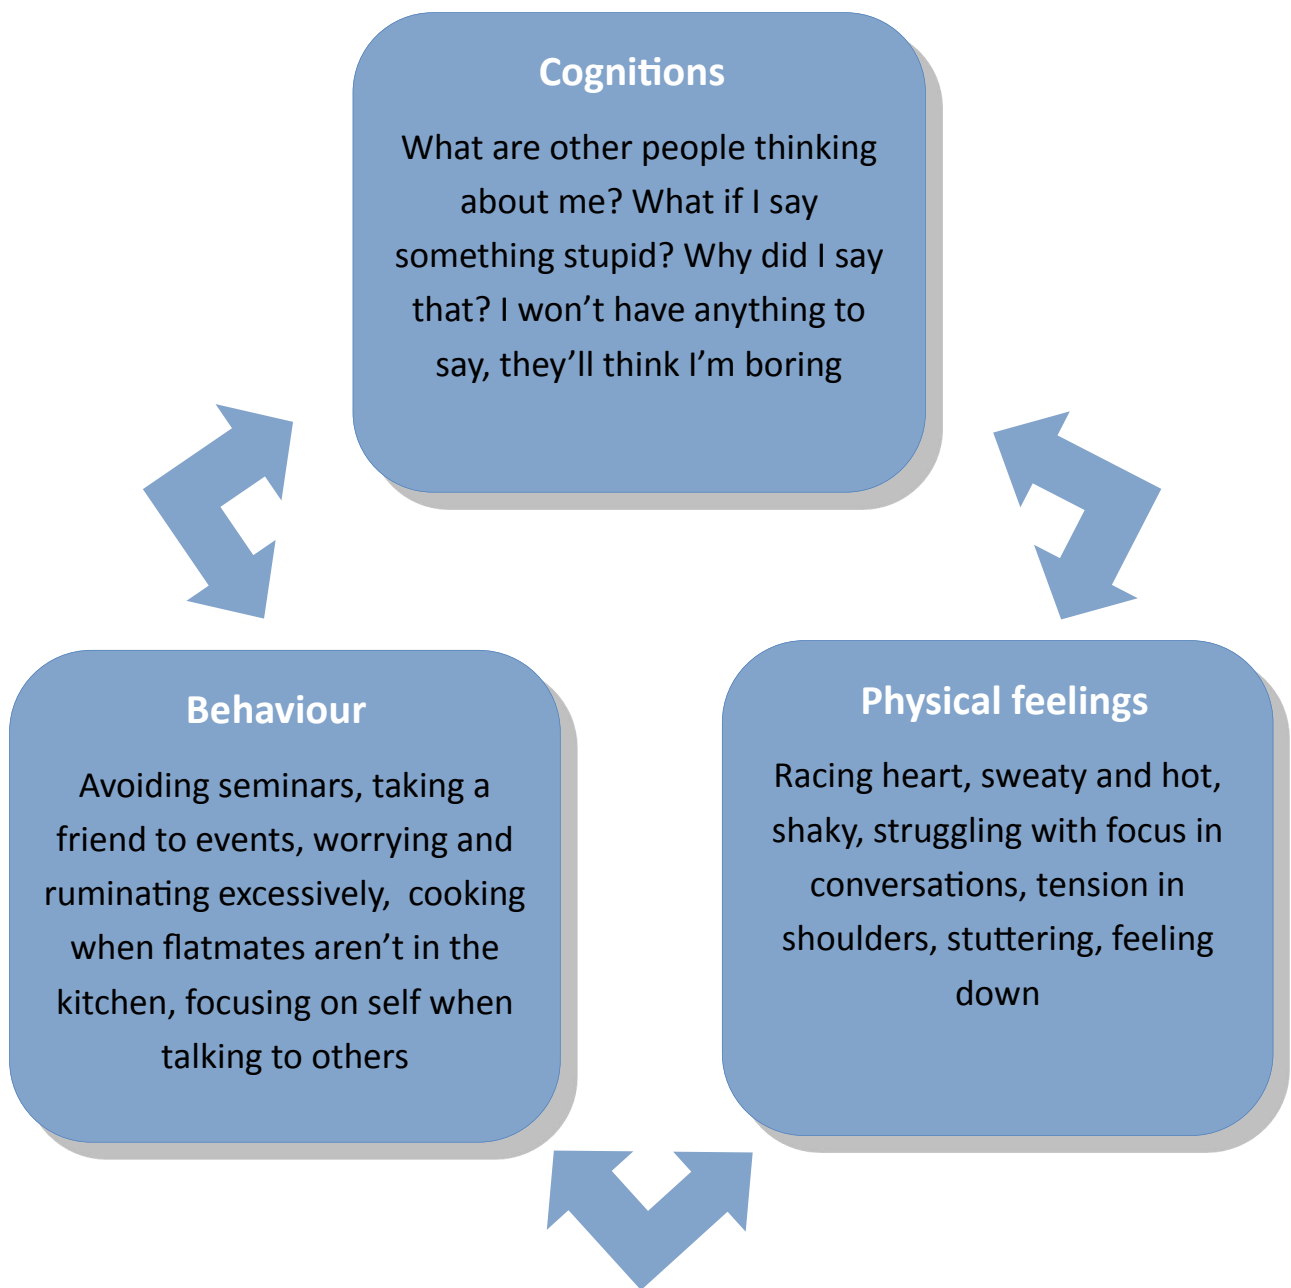 Cognitions
What are other people thinking
about me? What if I say
something stupid? Why did I say
that? I won’t have anything to
say, they’ll think I’m boring
Behaviour
Avoiding seminars, taking a
friend to events, worrying and
ruminating excessively,  cooking
when flatmates aren’t in the
kitchen, focusing on self when
talking to others
Physical feelings
Racing heart, sweaty and hot,
shaky, struggling with focus in
conversations, tension in
shoulders, stuttering, feeling
down